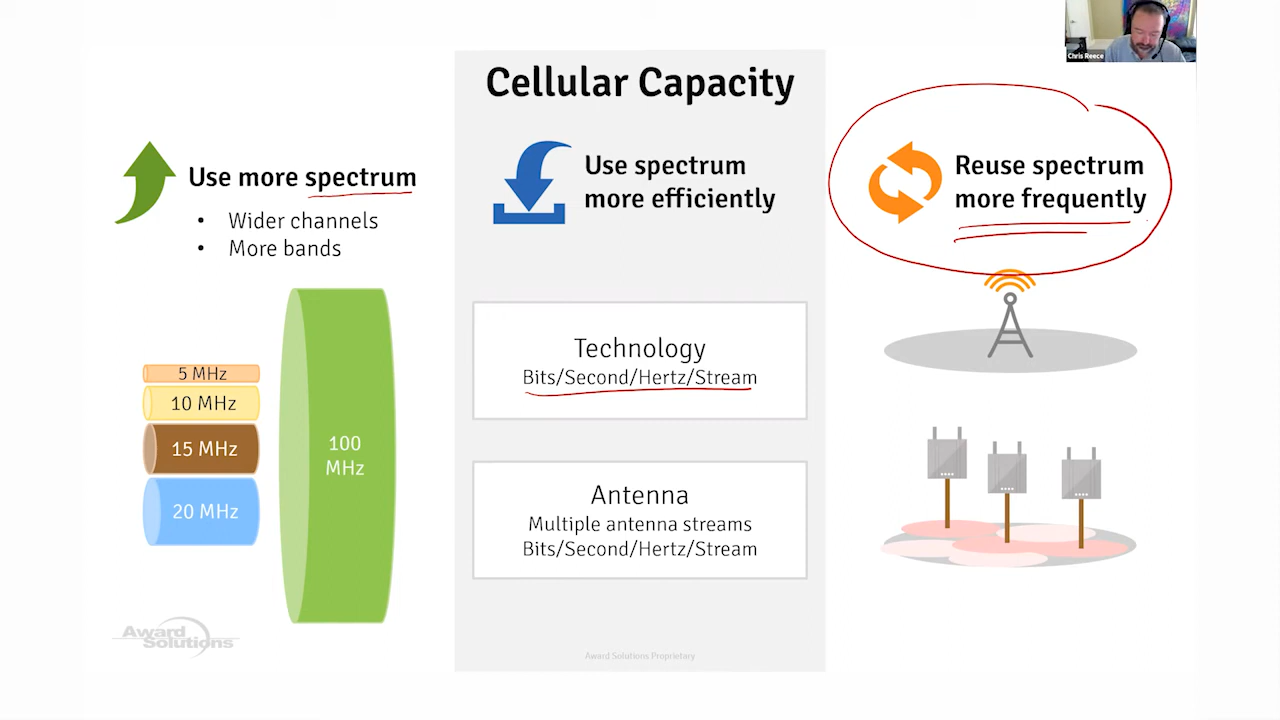 Chris Reece
Cellular Capacity
Use more spectrum
• Wider channels
• More bands
5 MHz
10 MHz
15 MHz
20 MHz
100
MHz
Use spectrum
more efficiently
Technology
Bits/Second/Hertz/Stream
Antenna
Multiple antenna streams
Bits/Second/Hertz/Stream
Reuse spectrum
more frequently
Award
Solutions
Award Solutions Proprietary